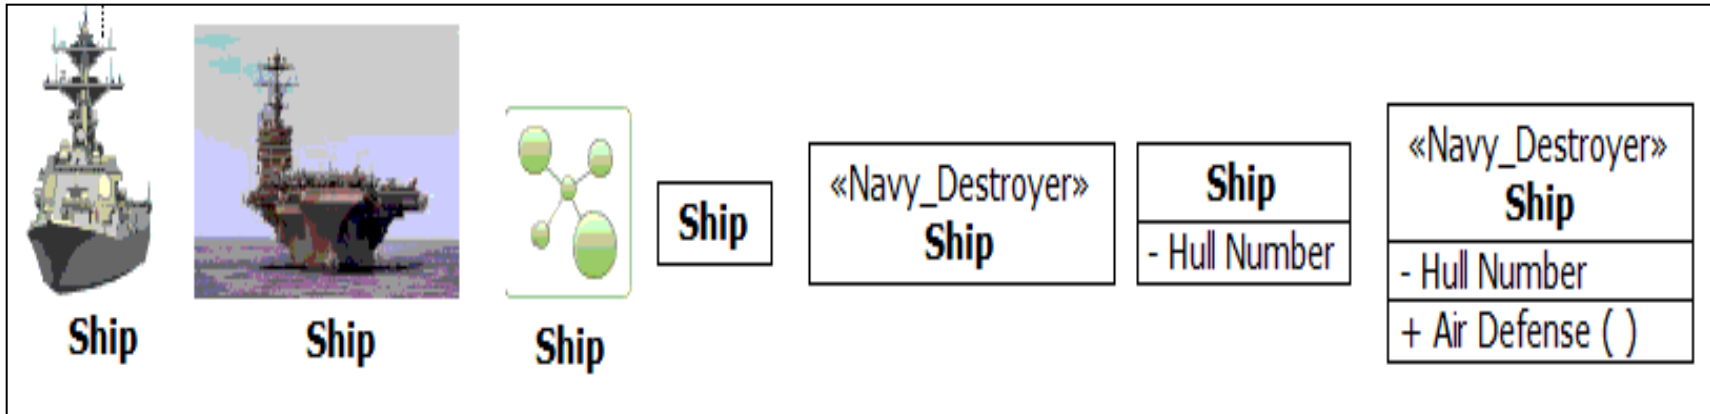 Ship
Ship
Ship
Ship
«Navy_Destroyer»
Ship
Ship
- Hull Number
«Navy_Destroyer»
Ship
- Hull Number
+ Air Defense ( )